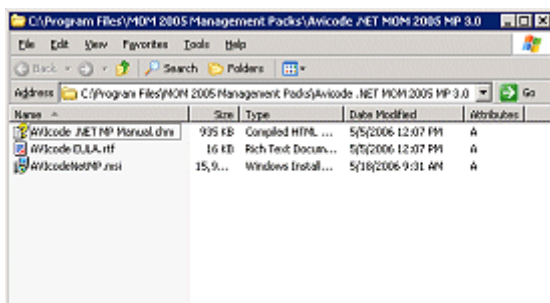 C:\Program Files\MOM 2005 Management Packs\Avicode .NET MOM 2005 MP 3.0
File Edit View Favorites Tools Help
Back Search Folders
Address C:\Program Files\MOM 2005 Management Packs\Avicode .NET MOM 2005 MP 3.0 Go
Name Size Type Date Modified Attributes
AVIcode .NET MP Manual.chm 935 KB Compiled HTML ... 5/5/2006 12:07 PM A
AVIcode EULA.rtf 16 KB Rich Text Docum... 5/5/2006 12:07 PM A
AVIcodeNetMP.msi 15,9... Windows Install... 5/18/2006 9:31 AM A